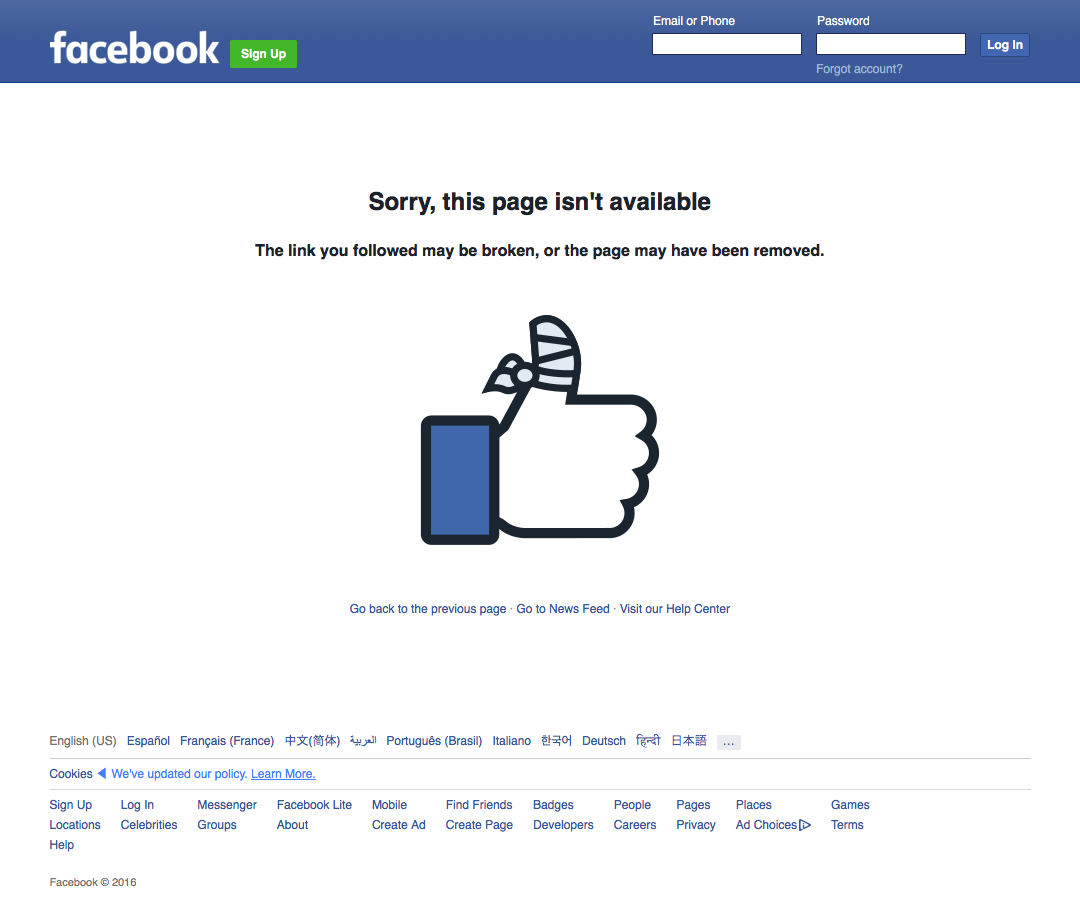 facebook
Sign Up
Email or Phone
Password
Log In
Forgot account?
Sorry, this page isn't available
The link you followed may be broken, or the page may have been removed.
Go back to the previous page · Go to News Feed · Visit our Help Center
English (US) Español Français (France) 中文(简体) العربية Português (Brasil) Italiano 한국어 Deutsch हिन्दी 日本語 ...
Cookies We've updated our policy. Learn More.
Sign Up Log In Messenger Facebook Lite Mobile Find Friends Badges People Pages Places Games
Locations Celebrities Groups About Create Ad Create Page Developers Careers Privacy Ad Choices Terms
Help
Facebook © 2016